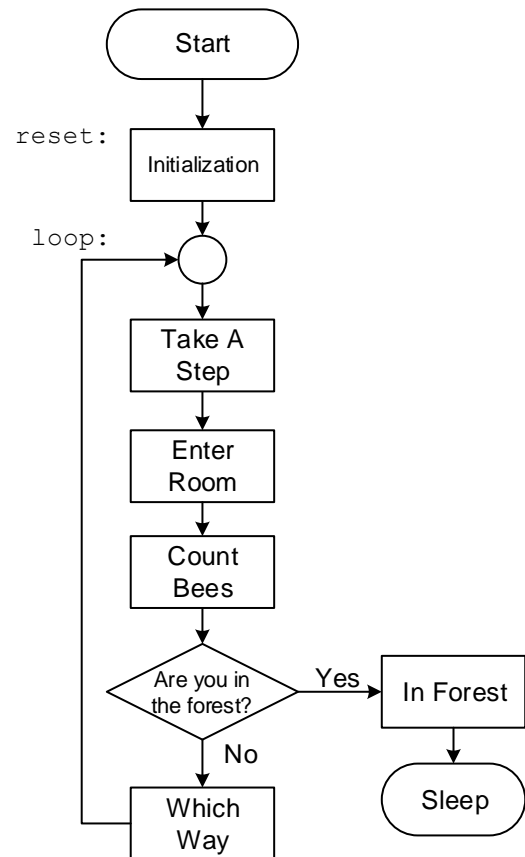 Start
reset:
Initialization
loop:
Take A
Step
Enter
Room
Count
Bees
Are you in
the forest?
Yes
In Forest
No
Sleep
Which
Way